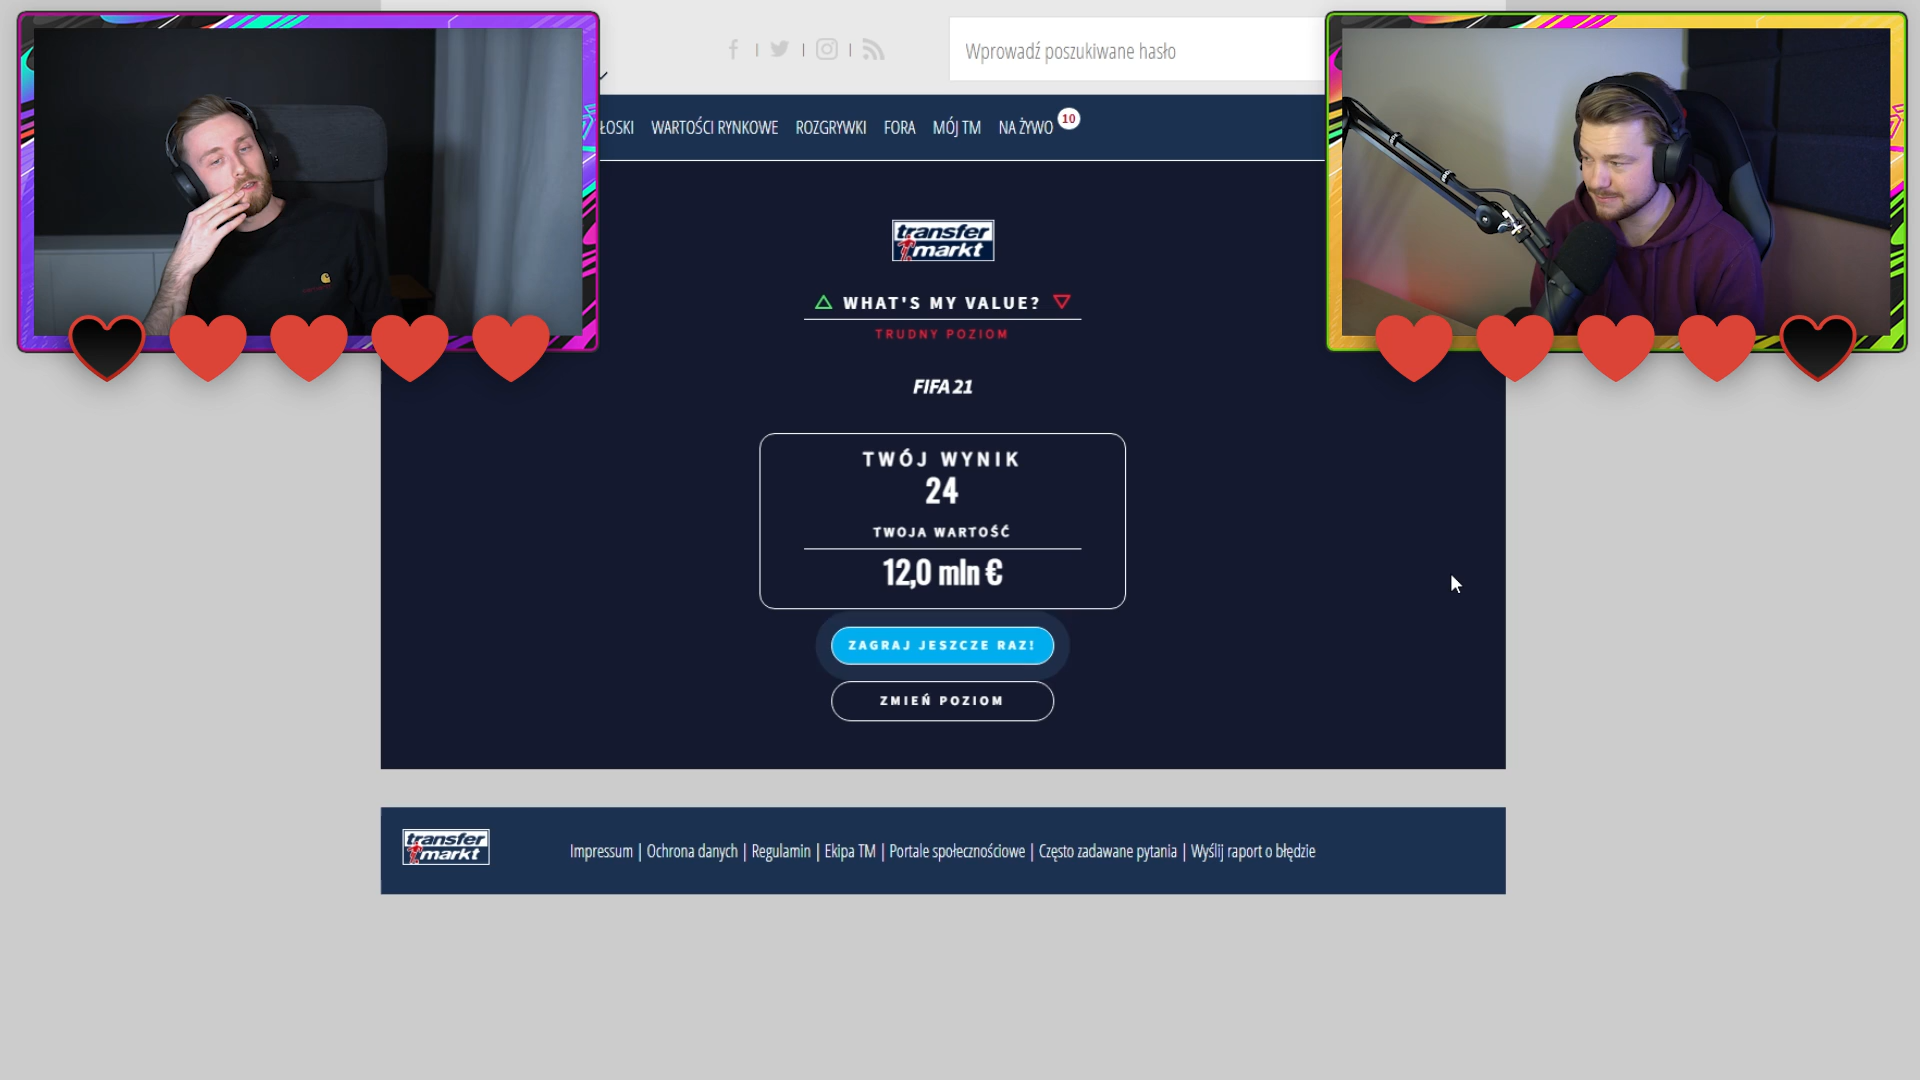 Wprowadź poszukiwane hasło
ŁOSKI WARTOŚCI RYNKOWE ROZGRYWKI FORA MÓJ TM NA ŻYWO 10
transfer
markt
WHAT'S MY VALUE?
TRUDNY POZIOM
FIFA 21
TWÓJ WYNIK
24
TWOJA WARTOŚĆ
12,0 mln €
ZAGRAJ JESZCZE RAZ!
ZMIEŃ POZIOM
transfer
markt
Impressum | Ochrona danych | Regulamin | Ekipa TM | Portale społecznościowe | Często zadawane pytania | Wyślij raport o błędzie